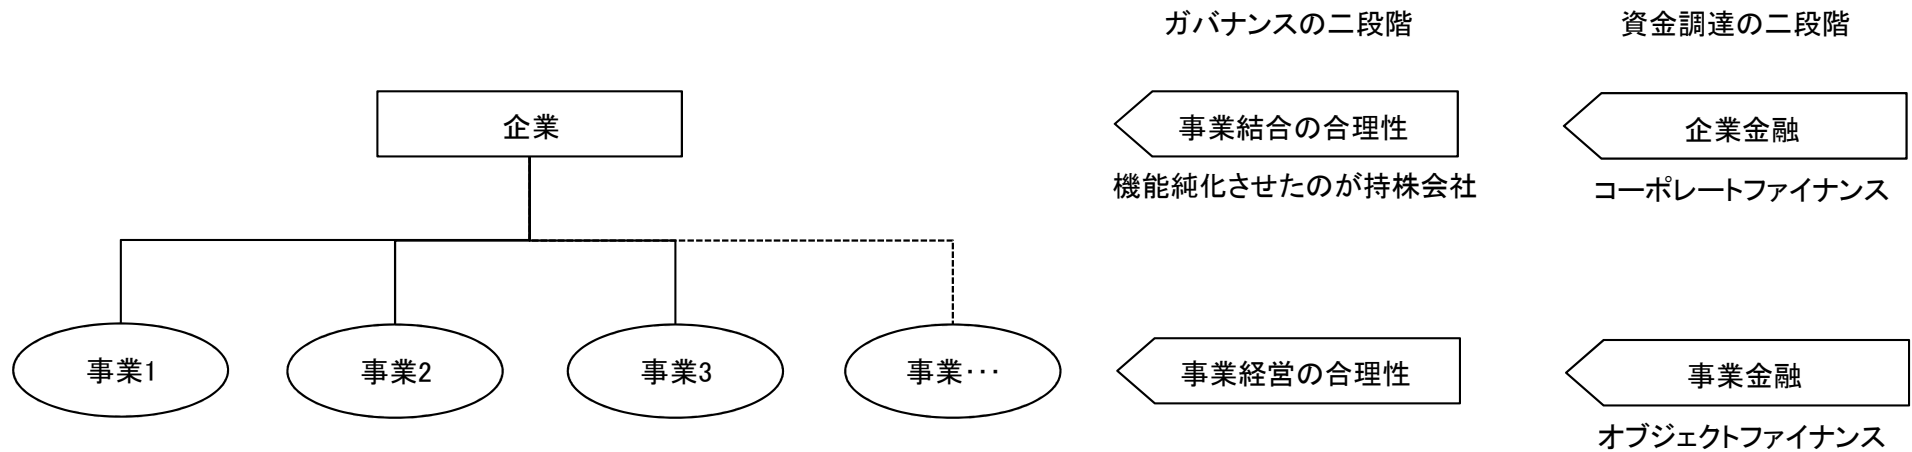 ガバナンスの二段階
資金調達の二段階
企業
事業結合の合理性
企業金融
機能純化させたのが持株会社
コーポレートファイナンス
事業1
事業2
事業3
事業･･･
事業経営の合理性
事業金融
オブジェクトファイナンス